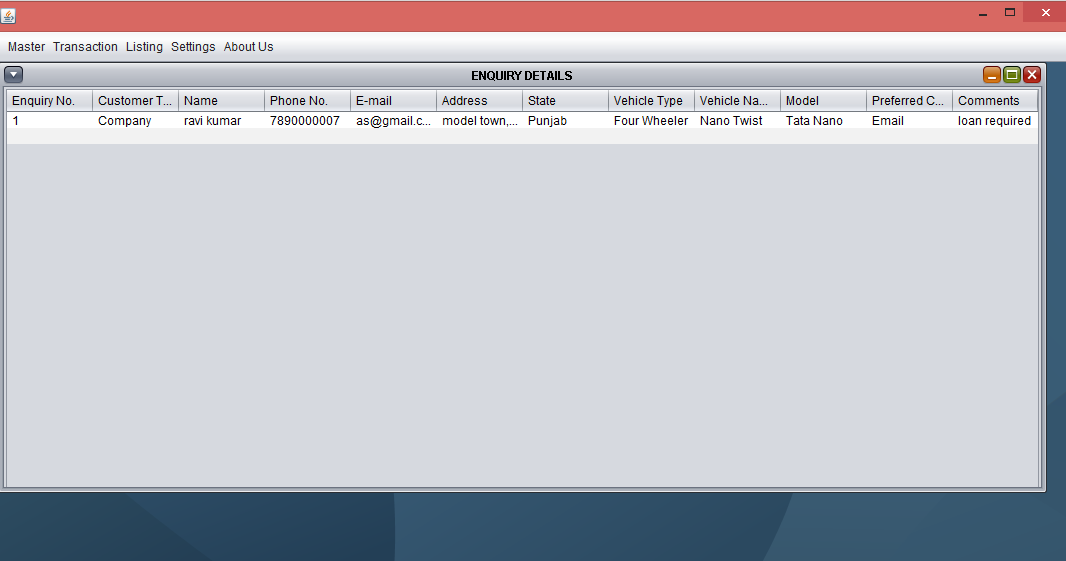 Master Transaction Listing Settings About Us
ENQUIRY DETAILS
Enquiry No. Customer T... Name Phone No. E-mail Address State Vehicle Type Vehicle Na... Model Preferred C... Comments
1 Company ravi kumar 7890000007 as@gmail.c... model town,... Punjab Four Wheeler Nano Twist Tata Nano Email loan required